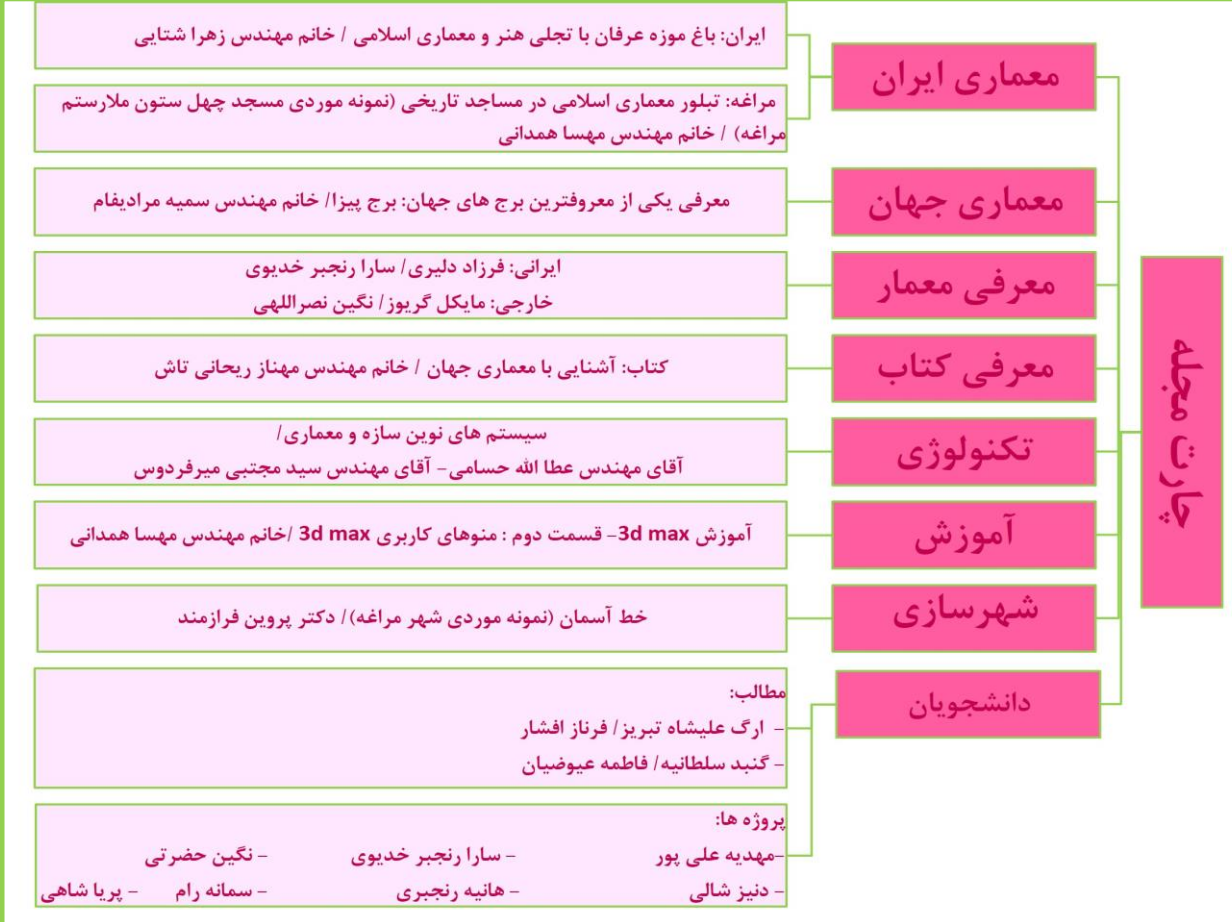 چارت مجله
معماری ایران
ایران: باغ موزه عرفان با تجلی هنر و معماری اسلامی / خانم مهندس زهرا شتایی
مراغه: تبلور معماری اسلامی در مساجد تاریخی (نمونه موردی مسجد چهل ستون ملارستم
مراغه) / خانم مهندس مهسا همدانی
معماری جهان
معرفی یکی از معروفترین برج های جهان: برج پیزا/ خانم مهندس سمیه مرادیفام
معرفی معمار
ایرانی: فرزاد دلیری/ سارا رنجبر خدیوی
خارجی: مایکل گریوز/ نگین نصراللهی
معرفی کتاب
کتاب: آشنایی با معماری جهان / خانم مهندس مهناز ریحانی تاش
تکنولوژی
سیستم های نوین سازه و معماری/
آقای مهندس عطا الله حسامی- آقای مهندس سید مجتبی میرفردوس
آموزش
آموزش 3d max- قسمت دوم : منوهای کاربری 3d max /خانم مهندس مهسا همدانی
شهرسازی
خط آسمان (نمونه موردی شهر مراغه)/ دکتر پروین فرازمند
دانشجویان
مطالب:
- ارگ علیشاه تبریز/ فرناز افشار
- گنبد سلطانیه/ فاطمه عیوضیان
پروژه ها:
-مهدیه علی پور - سارا رنجبر خدیوی - نگین حضرتی
- دنیز شالی - هانیه رنجبری - سمانه رام - پریا شاهی